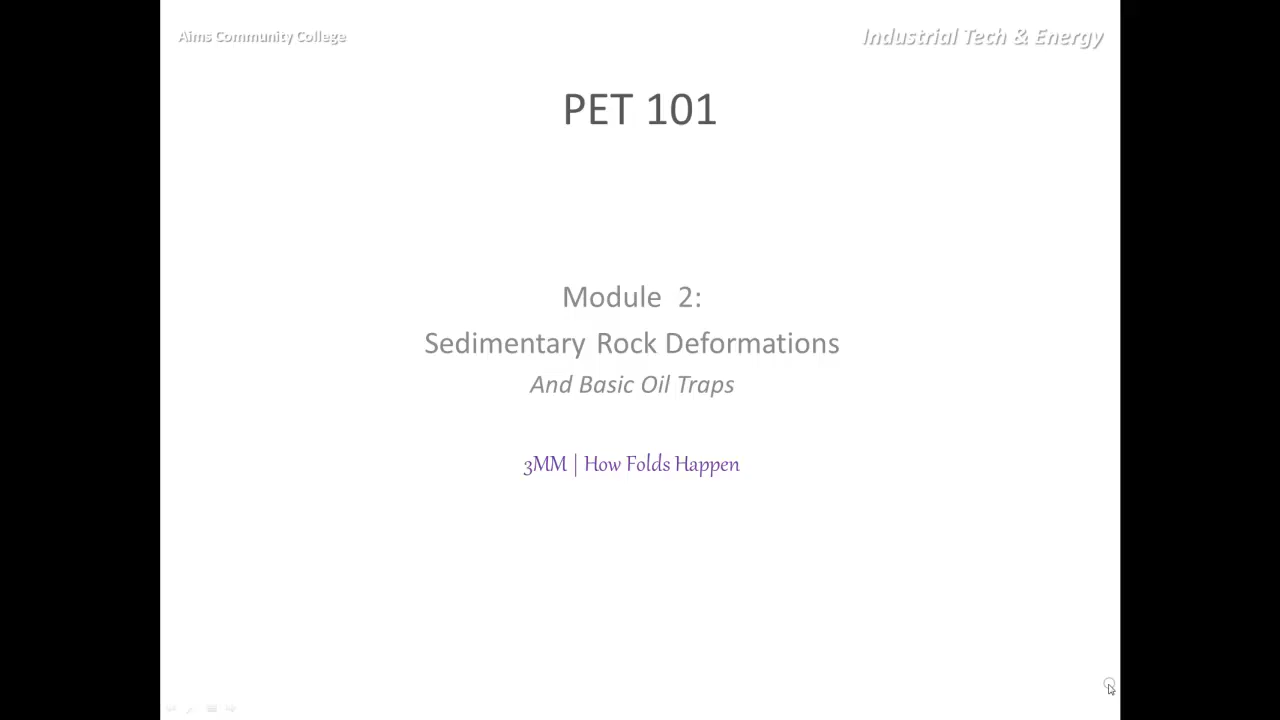 Aims Community College
Industrial Tech & Energy
PET 101
Module 2:
Sedimentary Rock Deformations
And Basic Oil Traps
3MM | How Folds Happen